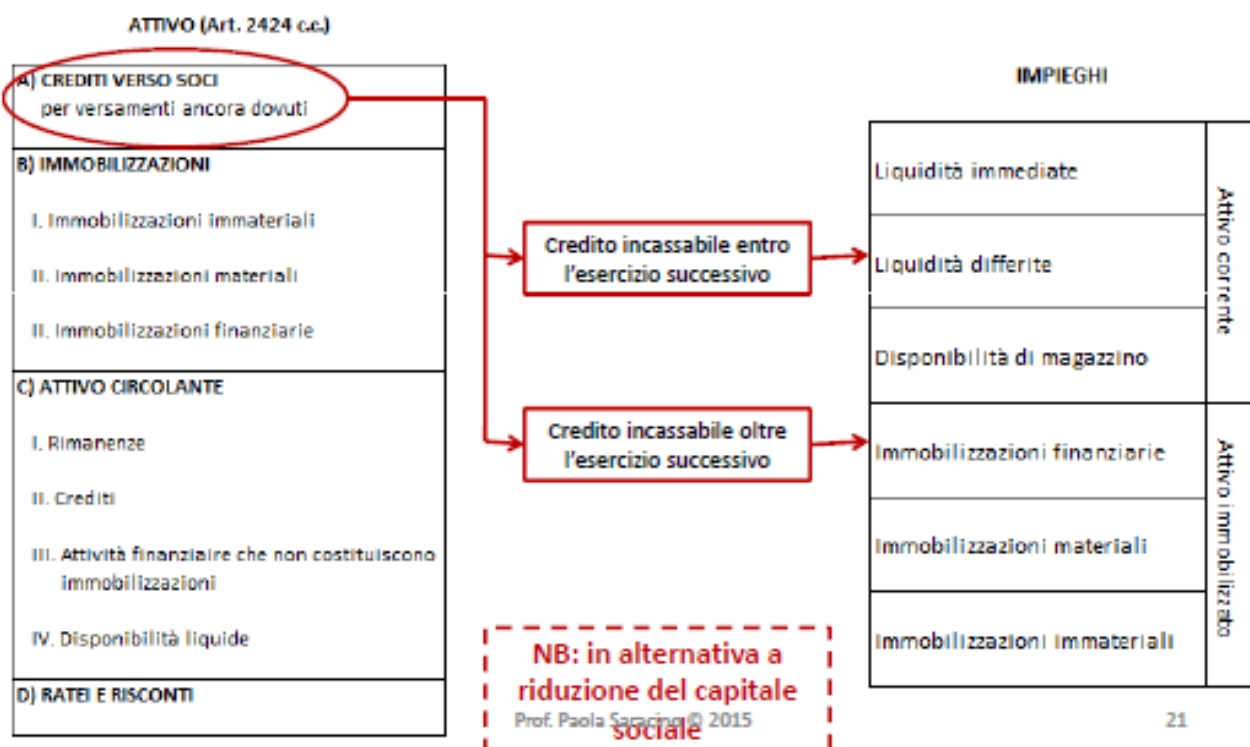 ATTIVO (Art. 2424 c.c.)
A) CREDITI VERSO SOCI
per versamenti ancora dovuti
B) IMMOBILIZZAZIONI
I. Immobilizzazioni immateriali
II. Immobilizzazioni materiali
II. Immobilizzazioni finanziarie
C) ATTIVO CIRCOLANTE
I. Rimanenze
II. Crediti
III. Attività finanziaire che non costituiscono
immobilizzazioni
IV. Disponibilità liquide
D) RATEI E RISCONTI
Credito incassabile entro
l'esercizio successivo
Credito incassabile oltre
l'esercizio successivo
NB: in alternativa a
riduzione del capitale
sociale
IMPIEGHI
Liquidità immediate
Liquidità differite
Disponibilità di magazzino
Attivo corrente
Immobilizzazioni finanziarie
Immobilizzazioni materiali
Immobilizzazioni immateriali
Attivo immobilizzato
Prof. Paola Saracino © 2015
21